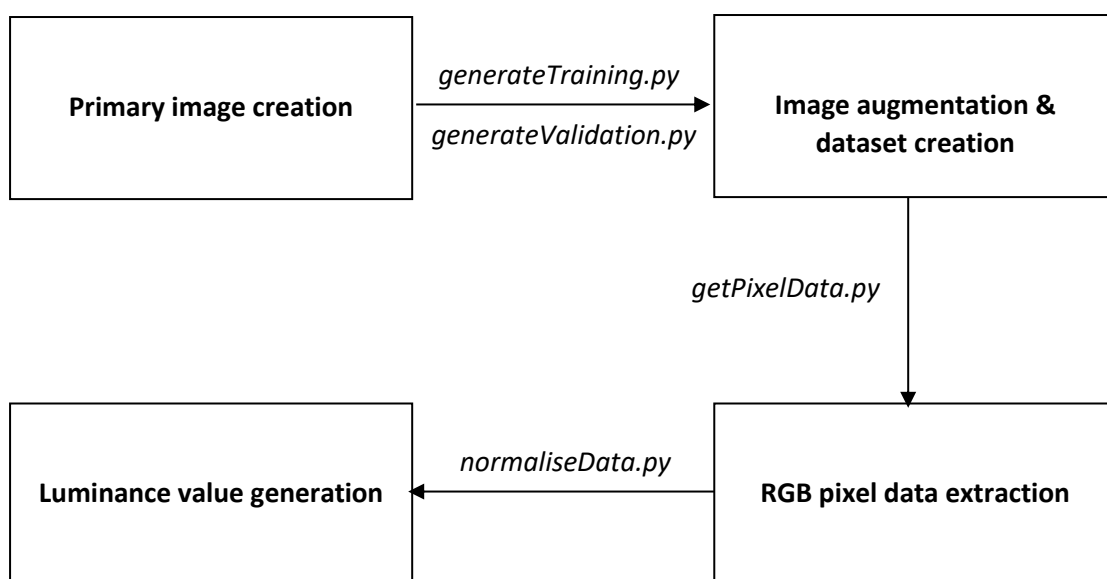 Primary image creation
generateTraining.py
generateValidation.py
Image augmentation &
dataset creation
getPixelData.py
RGB pixel data extraction
normaliseData.py
Luminance value generation